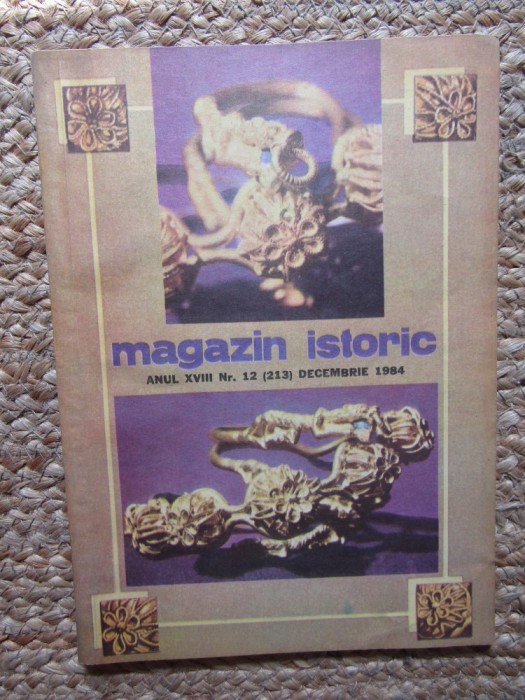 magazin istoric
ANUL XVIII Nr. 12 (213) DECEMBRIE 1984